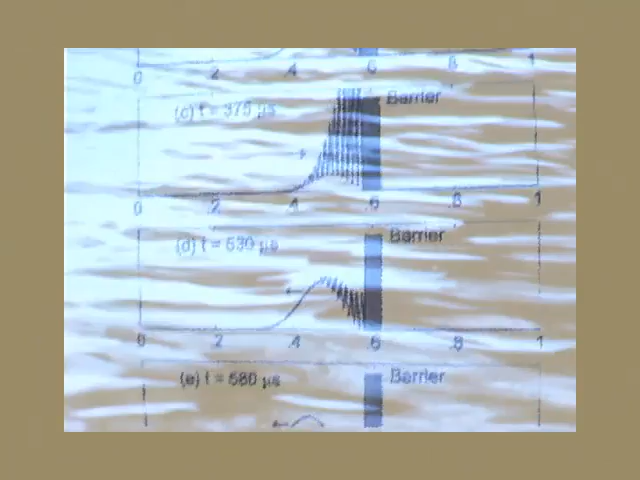 0 .2 .4 .6 .8 1
(c) t = 375 µs Barrier
0 .2 .4 .6 .8 1
(d) t = 530 µs Barrier
0 .2 .4 .6 .8 1
(e) t = 580 µs Barrier